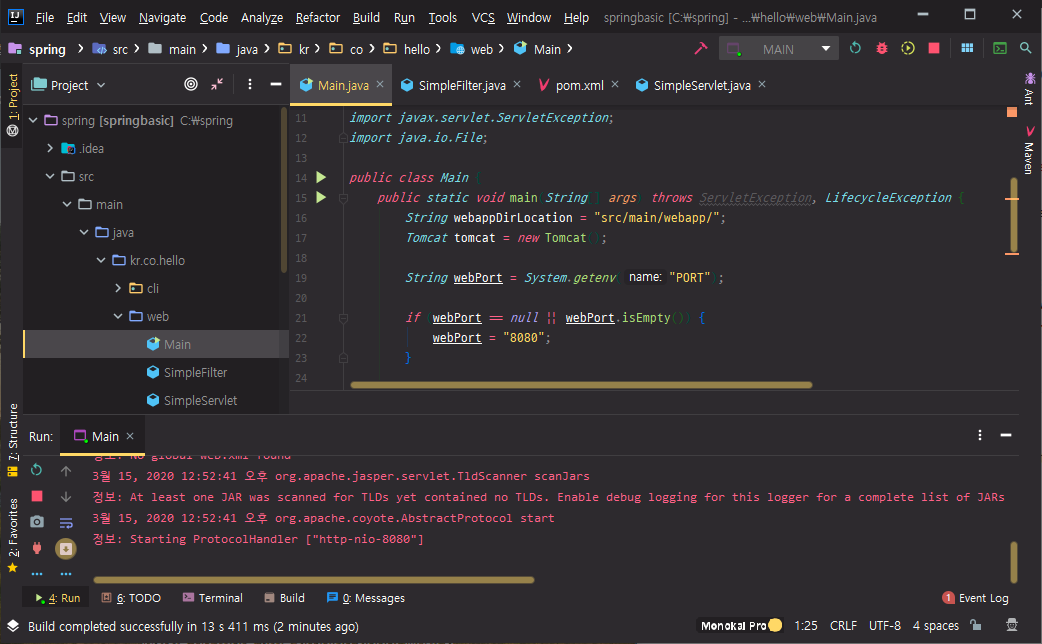 File Edit View Navigate Code Analyze Refactor Build Run Tools VCS Window Help springbasic [C:₩spring] - ...₩hello₩web₩Main.java
spring src main java kr co hello web Main MAIN
1: Project
Project
Main.java SimpleFilter.java pom.xml SimpleServlet.java
Ant
Maven
spring [springbasic] C:₩spring
.idea
src
main
java
kr.co.hello
cli
web
Main
SimpleFilter
SimpleServlet
11 import javax.servlet.ServletException;
12 import java.io.File;
13
14 public class Main {
15 public static void main(String[] args) throws ServletException, LifecycleException {
16 String webappDirLocation = "src/main/webapp/";
17 Tomcat tomcat = new Tomcat();
18
19 String webPort = System.getenv( name: "PORT");
20
21 if (webPort == null || webPort.isEmpty()) {
22 webPort = "8080";
23 }
24
7: Structure
2: Favorites
Run: Main
정보: No global web.xml found
3월 15, 2020 12:52:41 오후 org.apache.jasper.servlet.TldScanner scanJars
정보: At least one JAR was scanned for TLDs yet contained no TLDs. Enable debug logging for this logger for a complete list of JARs
3월 15, 2020 12:52:41 오후 org.apache.coyote.AbstractProtocol start
정보: Starting ProtocolHandler ["http-nio-8080"]
4: Run 6: TODO Terminal Build 0: Messages 1 Event Log
Build completed successfully in 13 s 411 ms (2 minutes ago) Monokai Pro 1:25 CRLF UTF-8 4 spaces